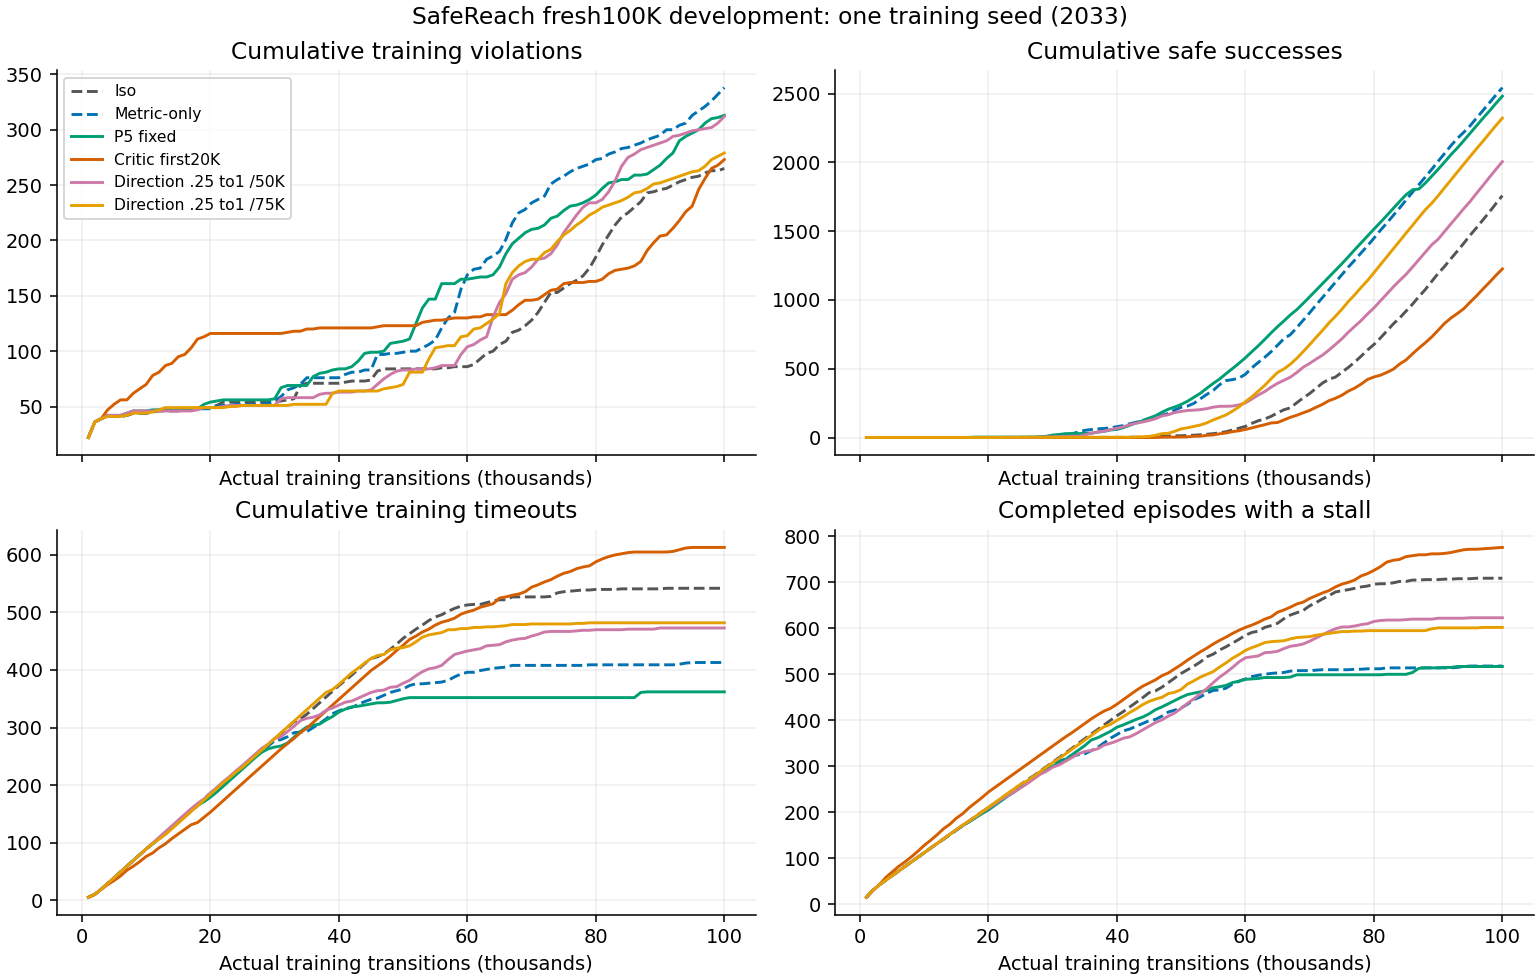 SafeReach fresh100K development: one training seed (2033)
Cumulative training violations
350
300
250
200
150
100
50
Iso
Metric-only
P5 fixed
Critic first20K
Direction .25 to1 /50K
Direction .25 to1 /75K
Actual training transitions (thousands)
Cumulative safe successes
2500
2000
1500
1000
500
0
Actual training transitions (thousands)
Cumulative training timeouts
600
500
400
300
200
100
0
0 20 40 60 80 100
Actual training transitions (thousands)
Completed episodes with a stall
800
700
600
500
400
300
200
100
0
0 20 40 60 80 100
Actual training transitions (thousands)